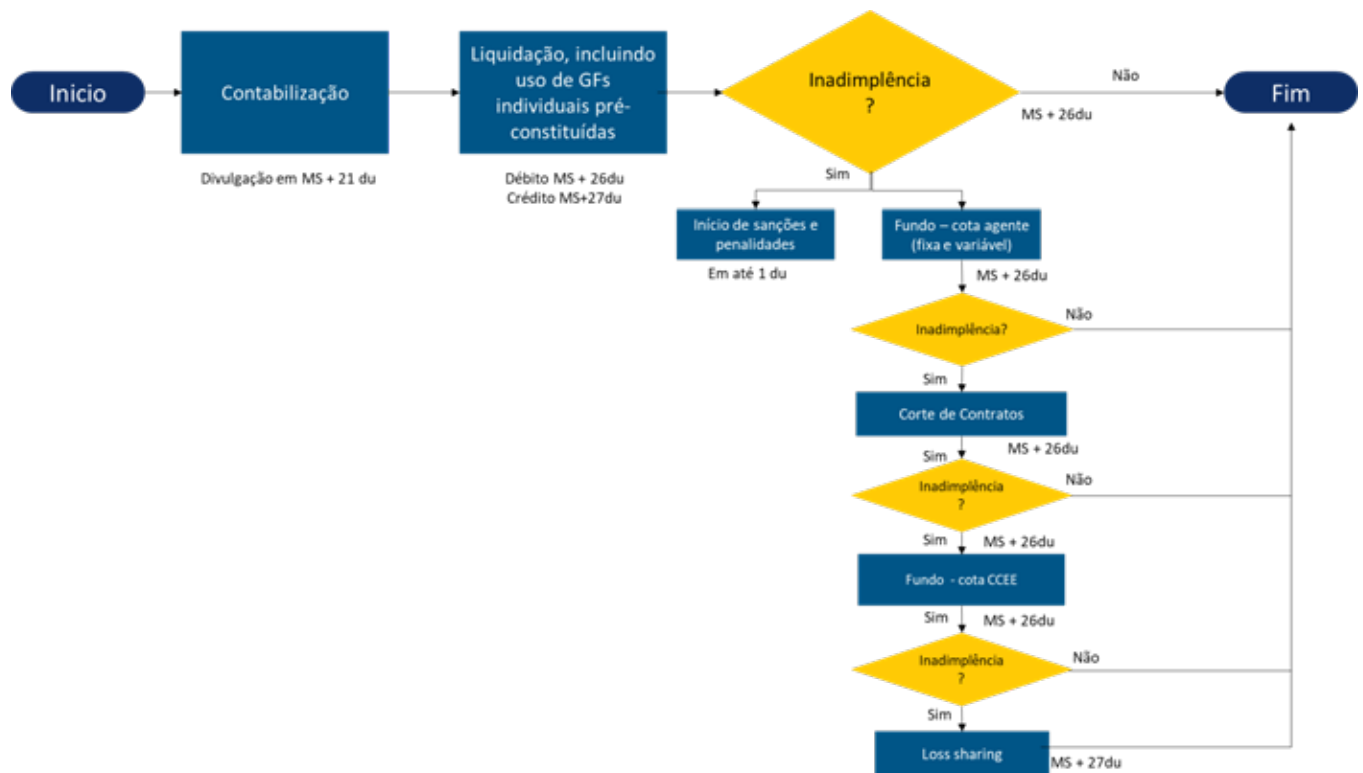 Inicio
Contabilização
Divulgação em MS + 21 du
Liquidação, incluindo
uso de GFs
individuais pré-
constituídas
Débito MS + 26du
Crédito MS+27du
Inadimplência
?
Não
MS + 26du
Fim
Sim
Início de sanções e
penalidades
Em até 1 du
Fundo – cota agente
(fixa e variável)
MS + 26du
Inadimplência?
Não
Sim
Corte de Contratos
MS + 26du
Sim
Inadimplência
?
Não
Sim
MS + 26du
Fundo - cota CCEE
Sim
MS + 26du
Inadimplência
?
Não
Sim
Loss sharing
MS + 27du